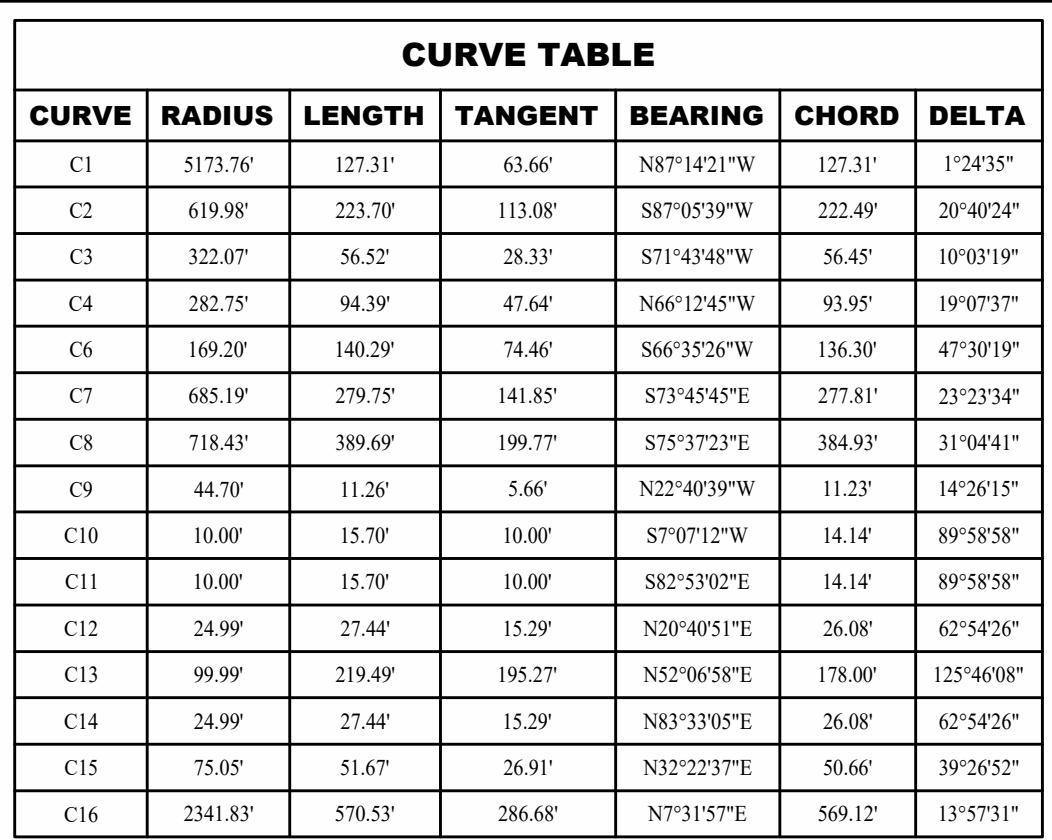 CURVE TABLE
CURVE RADIUS LENGTH TANGENT BEARING CHORD DELTA
C1 5173.76' 127.31' 63.66' N87°14'21"W 127.31' 1°24'35"
C2 619.98' 223.70' 113.08' S87°05'39"W 222.49' 20°40'24"
C3 322.07' 56.52' 28.33' S71°43'48"W 56.45' 10°03'19"
C4 282.75' 94.39' 47.64' N66°12'45"W 93.95' 19°07'37"
C6 169.20' 140.29' 74.46' S66°35'26"W 136.30' 47°30'19"
C7 685.19' 279.75' 141.85' S73°45'45"E 277.81' 23°23'34"
C8 718.43' 389.69' 199.77' S75°37'23"E 384.93' 31°04'41"
C9 44.70' 11.26' 5.66' N22°40'39"W 11.23' 14°26'15"
C10 10.00' 15.70' 10.00' S7°07'12"W 14.14' 89°58'58"
C11 10.00' 15.70' 10.00' S82°53'02"E 14.14' 89°58'58"
C12 24.99' 27.44' 15.29' N20°40'51"E 26.08' 62°54'26"
C13 99.99' 219.49' 195.27' N52°06'58"E 178.00' 125°46'08"
C14 24.99' 27.44' 15.29' N83°33'05"E 26.08' 62°54'26"
C15 75.05' 51.67' 26.91' N32°22'37"E 50.66' 39°26'52"
C16 2341.83' 570.53' 286.68' N7°31'57"E 569.12' 13°57'31"